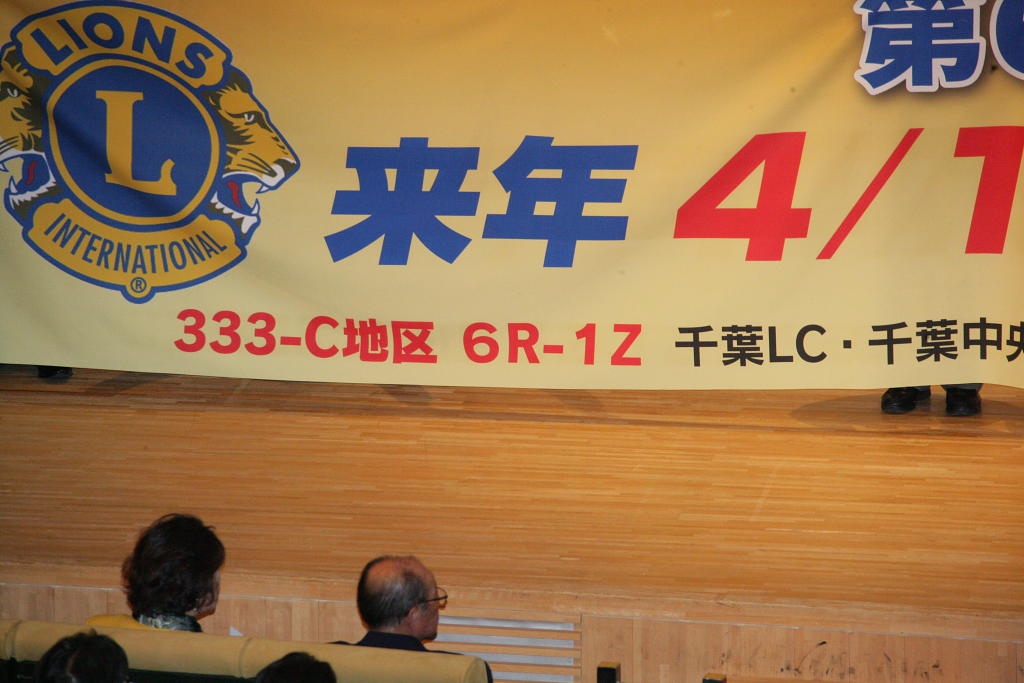 LIONS
L
INTERNATIONAL
®
第
来年 4/1
333-C地区 6R-1Z 千葉LC・千葉中央